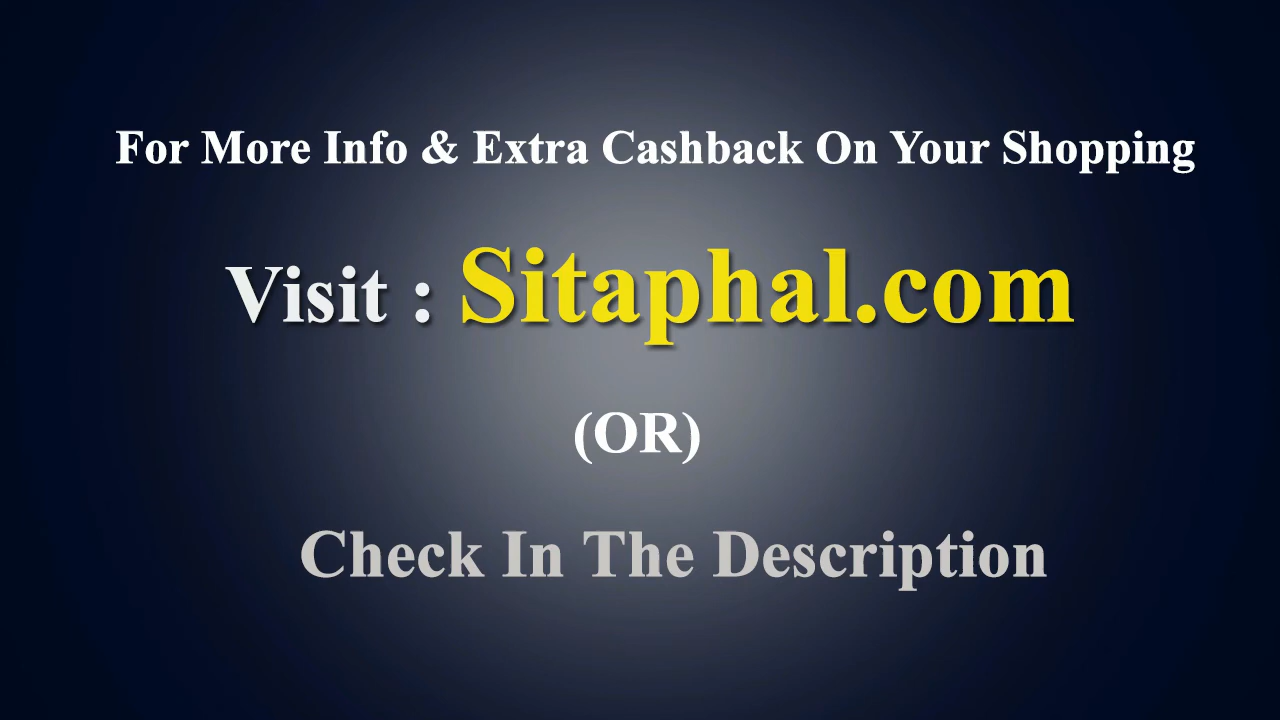 For More Info & Extra Cashback On Your Shopping
Visit : Sitaphal.com
(OR)
Check In The Description